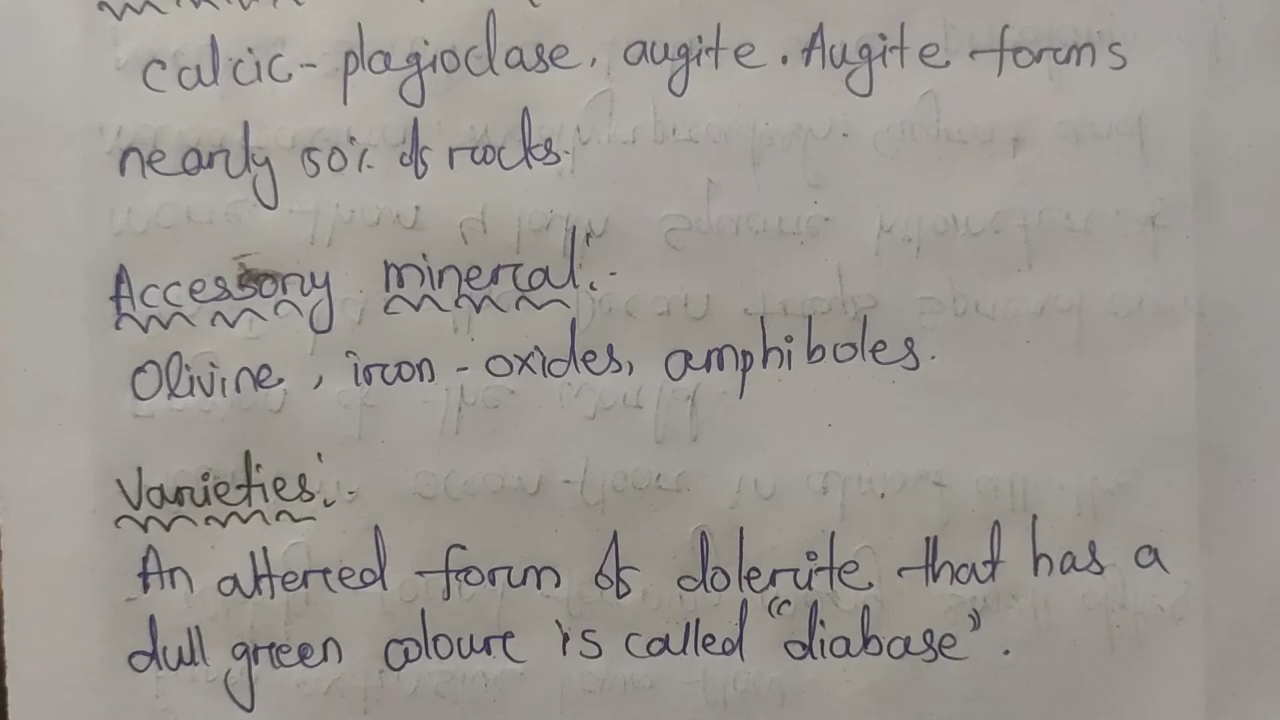 calcic- plagioclase, augite. Augite forms
nearly 50% of rocks.
Accessory mineral:-
Olivine, iron - oxides, amphiboles.
Varieties:-
An altered form of dolerite that has a
dull green colour is called "diabase".